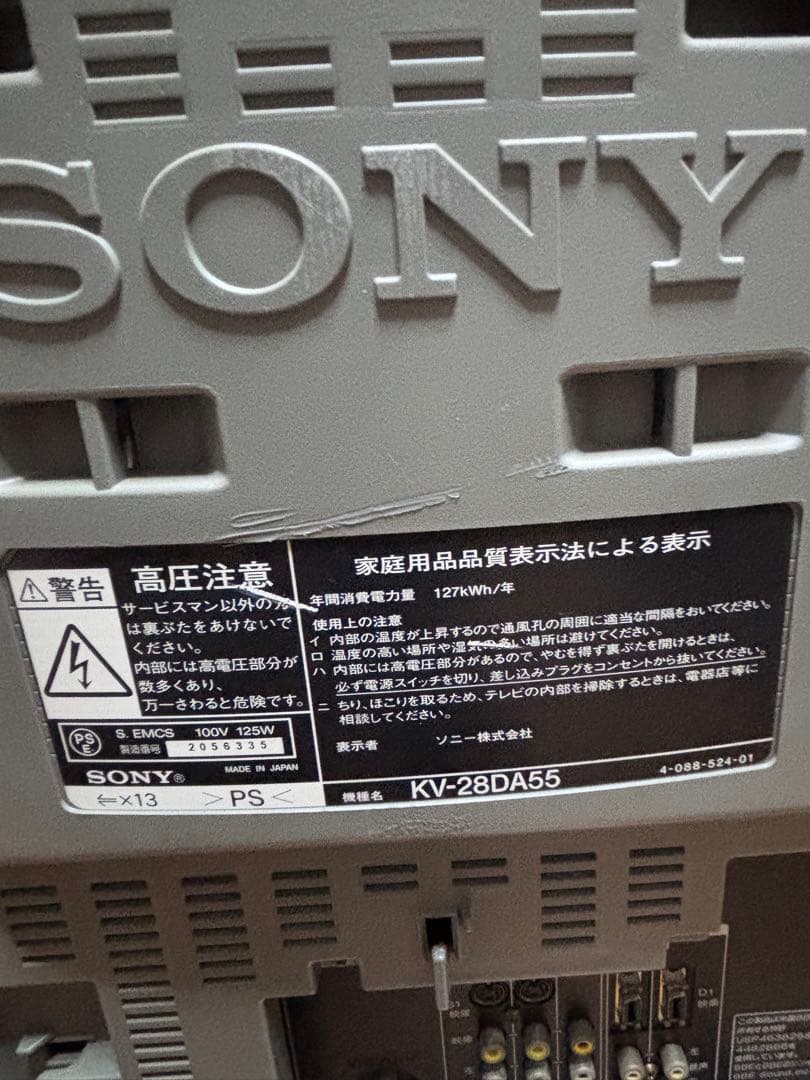 SONY
警告
高圧注意
サービスマン以外の方
は裏ぶたをあけないで
ください。
内部には高電圧部分が
数多くあり、
万一さわると危険です。
PS
E
S. EMCS 100V 125W
製造番号 2056335
SONY® MADE IN JAPAN
⇐×13 >PS<
家庭用品品質表示法による表示
年間消費電力量 127kWh/年
使用上の注意
イ 内部の温度が上昇するので通風孔の周囲に適当な間隔をおいてください。
ロ 温度の高い場所や湿気の多い場所は避けてください。
ハ 内部には高電圧部分があるので、やむを得ず裏ぶたを開けるときは、
必ず電源スイッチを切り、差し込みプラグをコンセントから抜いてください。
ニ ちり、ほこりを取るため、テレビの内部を掃除するときは、電器店等に
相談してください。
表示者 ソニー株式会社
機種名 KV-28DA55
4-088-524-01
映像
映像
左
D1
映像
左
音声